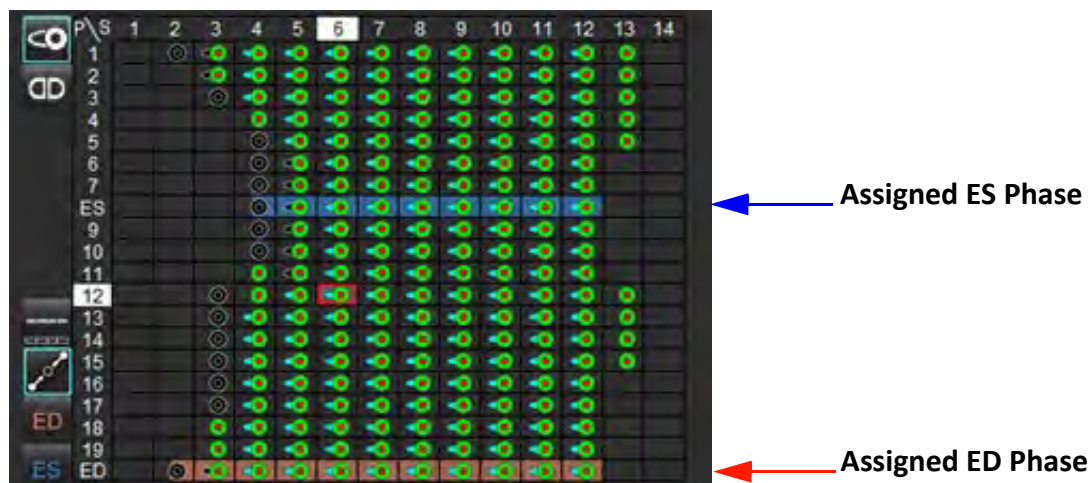 P\S 1 2 3 4 5 6 7 8 9 10 11 12 13 14
1
2
3
4
5
6
7
ES
9
10
11
12
13
14
15
16
17
18
19
ED
ED
ES
Assigned ES Phase
Assigned ED Phase